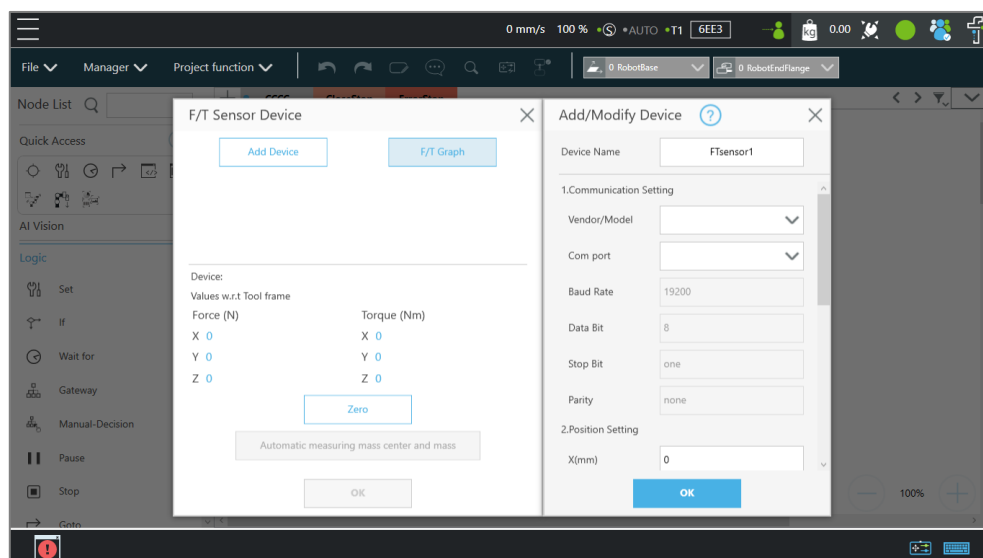 0 mm/s 100 % S AUTO T1 6EE3 kg 0.00
File Manager Project function 0 RobotBase 0 RobotEndFlange
Node List
Quick Access
AI Vision
Logic
Set
If
Wait for
Gateway
Manual-Decision
Pause
Stop
Goto
F/T Sensor Device
Add Device F/T Graph
Device:
Values w.r.t Tool frame
Force (N) Torque (Nm)
X 0 X 0
Y 0 Y 0
Z 0 Z 0
Zero
Automatic measuring mass center and mass
OK
Add/Modify Device ?
Device Name FTsensor1
1.Communication Setting
Vendor/Model
Com port
Baud Rate 19200
Data Bit 8
Stop Bit one
Parity none
2.Position Setting
X(mm) 0
OK
100%